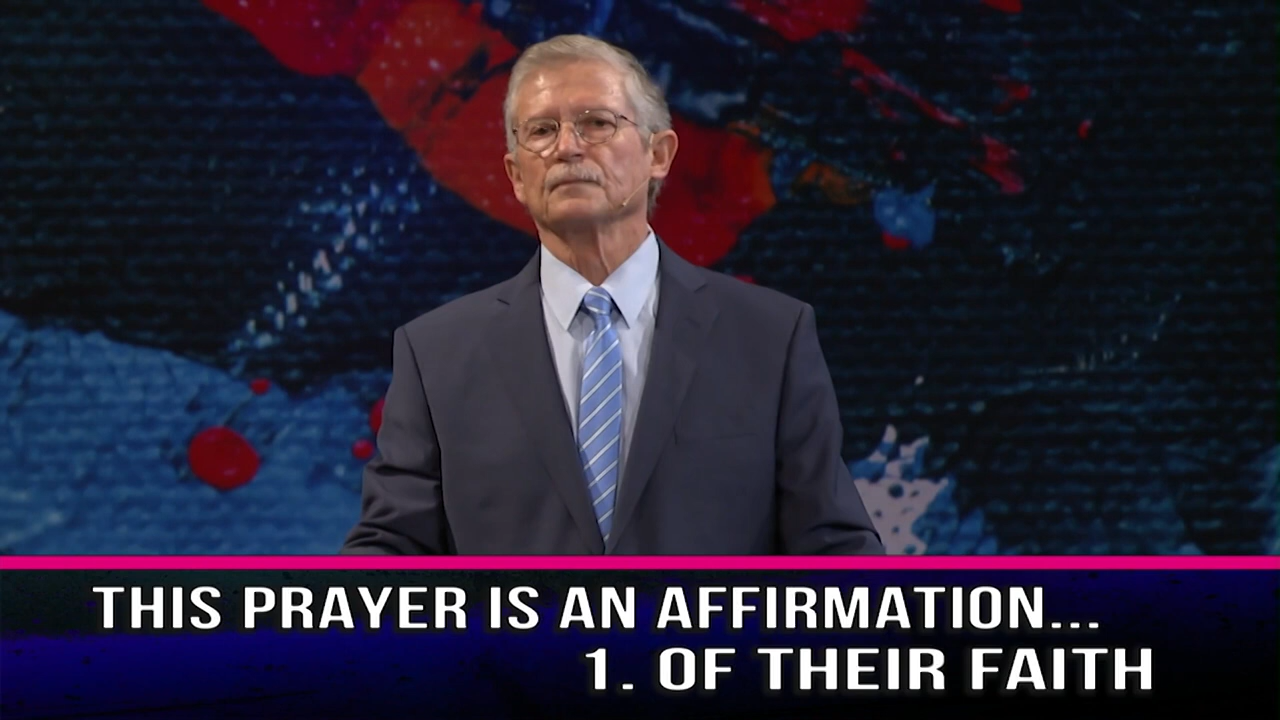 THIS PRAYER IS AN AFFIRMATION...
1. OF THEIR FAITH